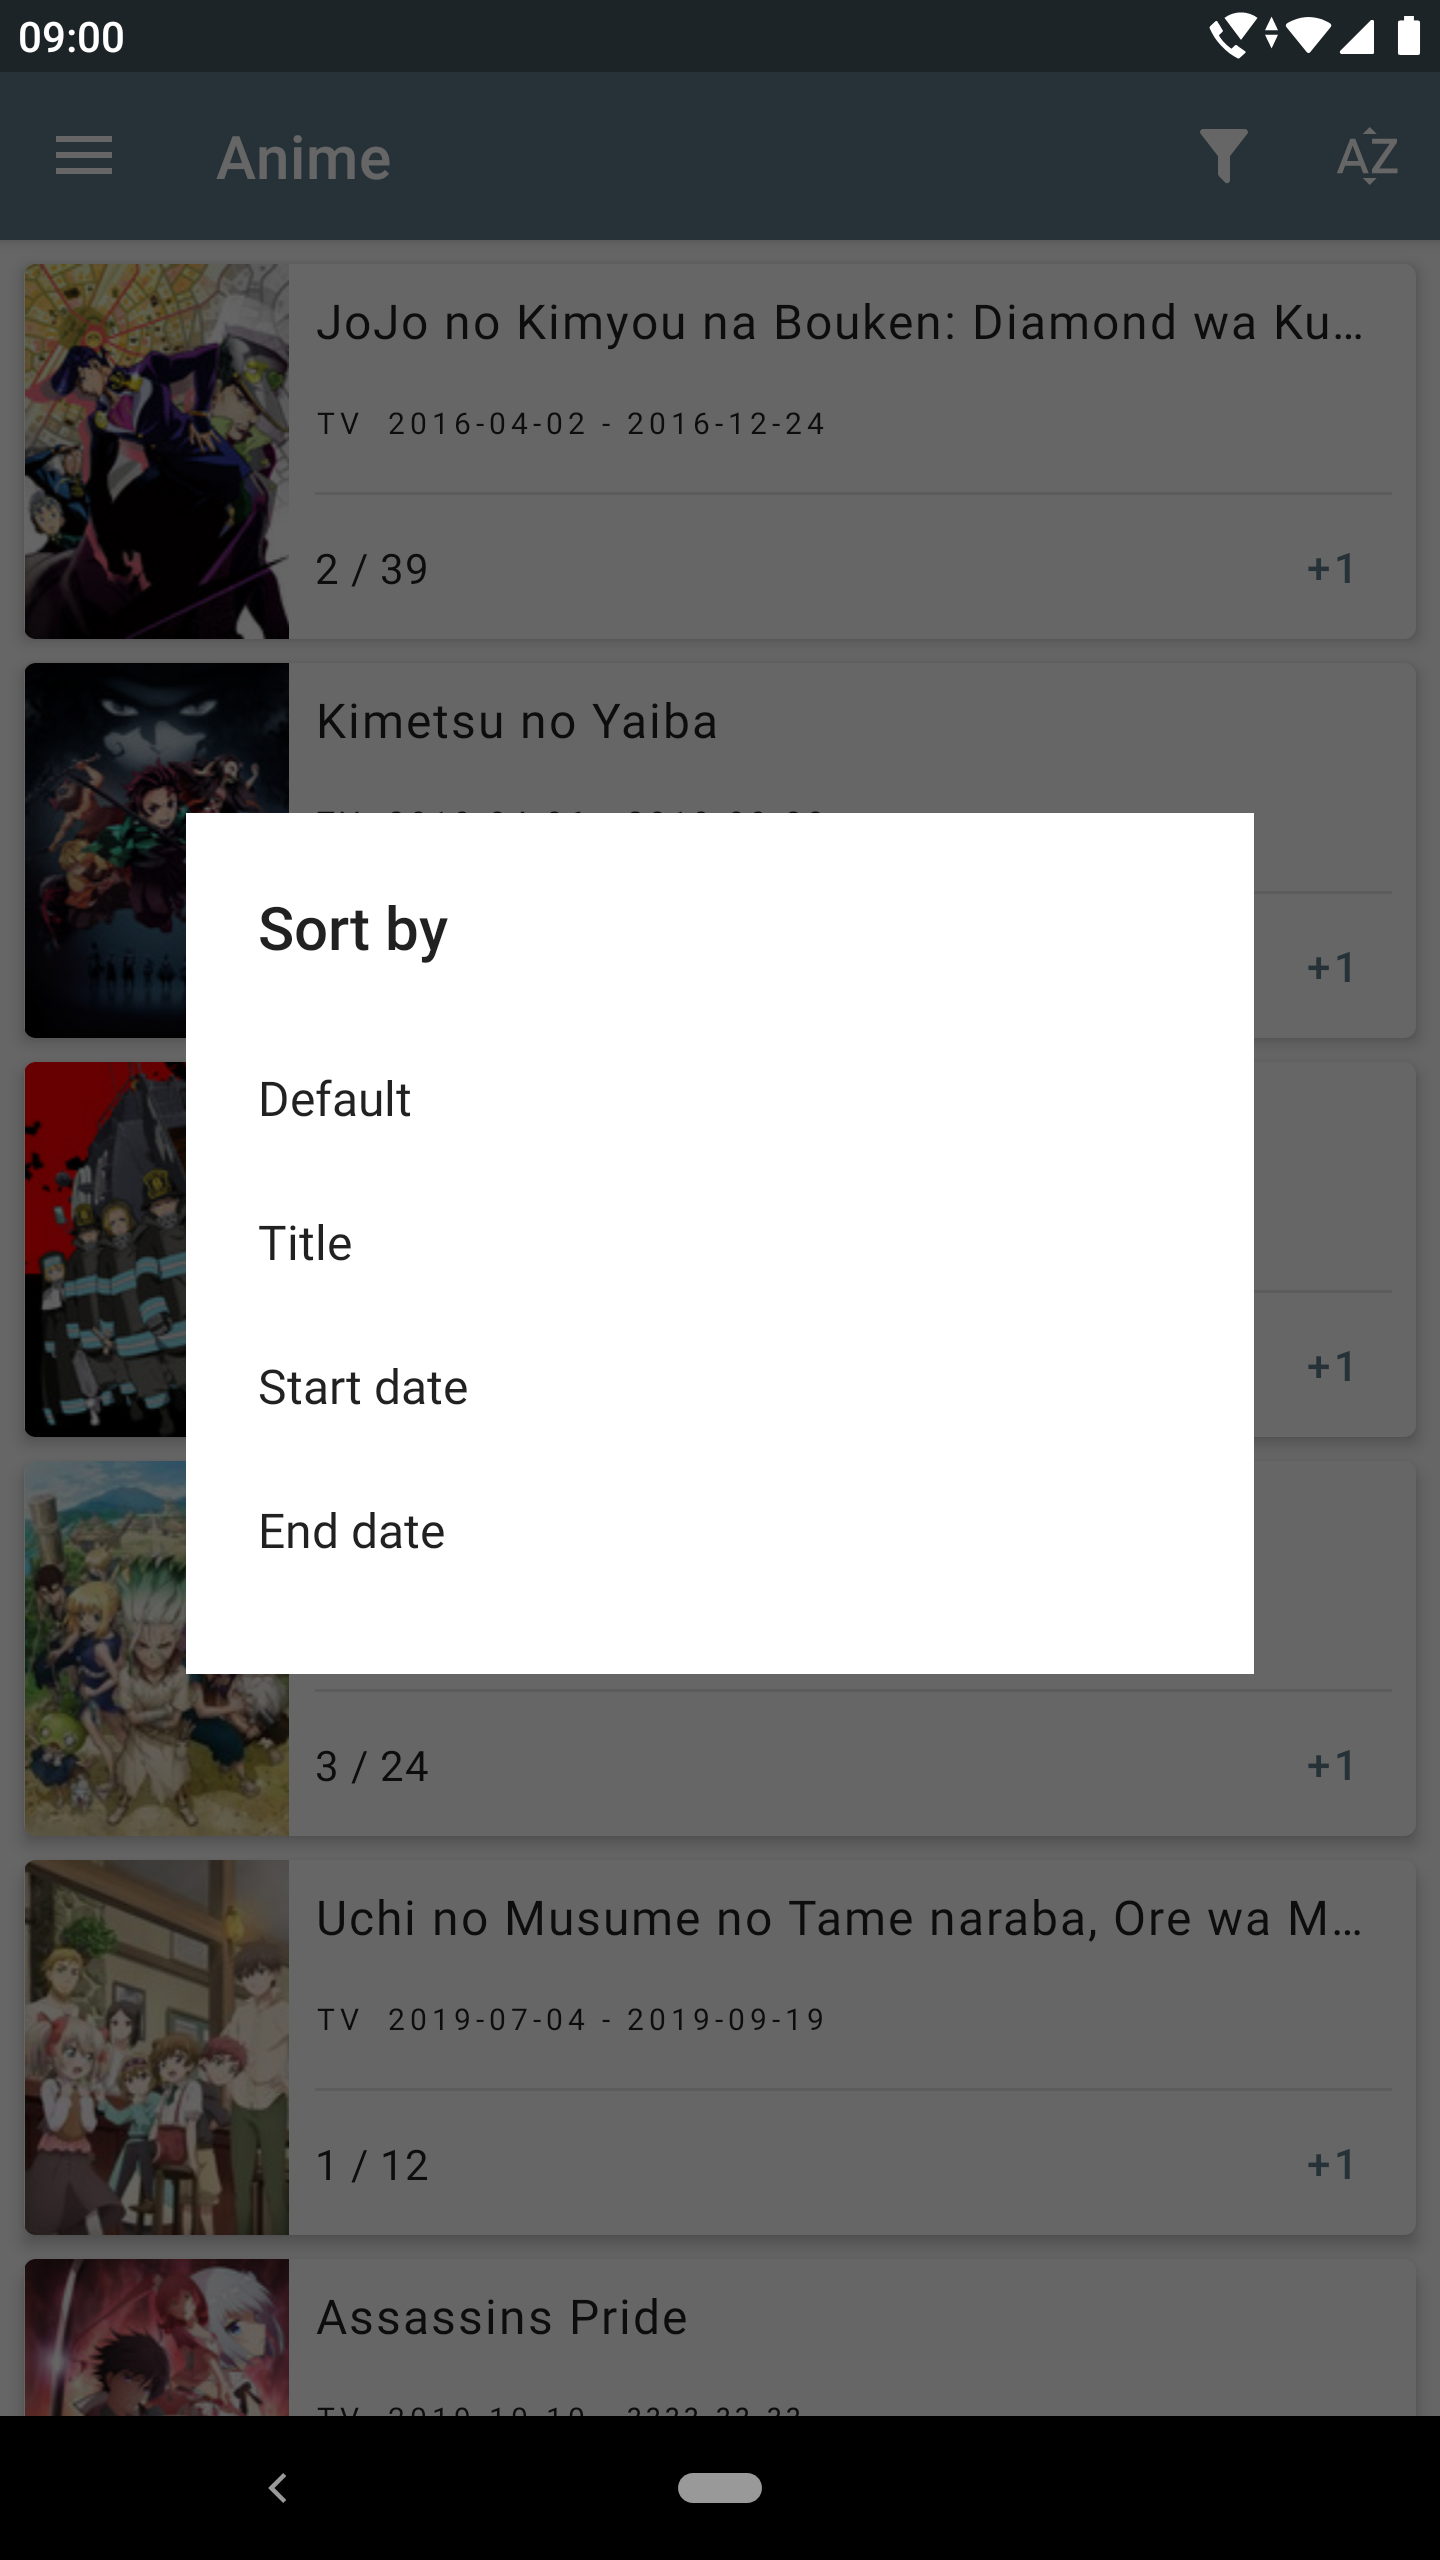 09:00
Anime
AZ
JoJo no Kimyou na Bouken: Diamond wa Ku...
TV 2016-04-02 - 2016-12-24
2 / 39
+1
Kimetsu no Yaiba
+1
Sort by
Default
Title
Start date
End date
+1
3 / 24
+1
Uchi no Musume no Tame naraba, Ore wa M...
TV 2019-07-04 - 2019-09-19
1 / 12
+1
Assassins Pride